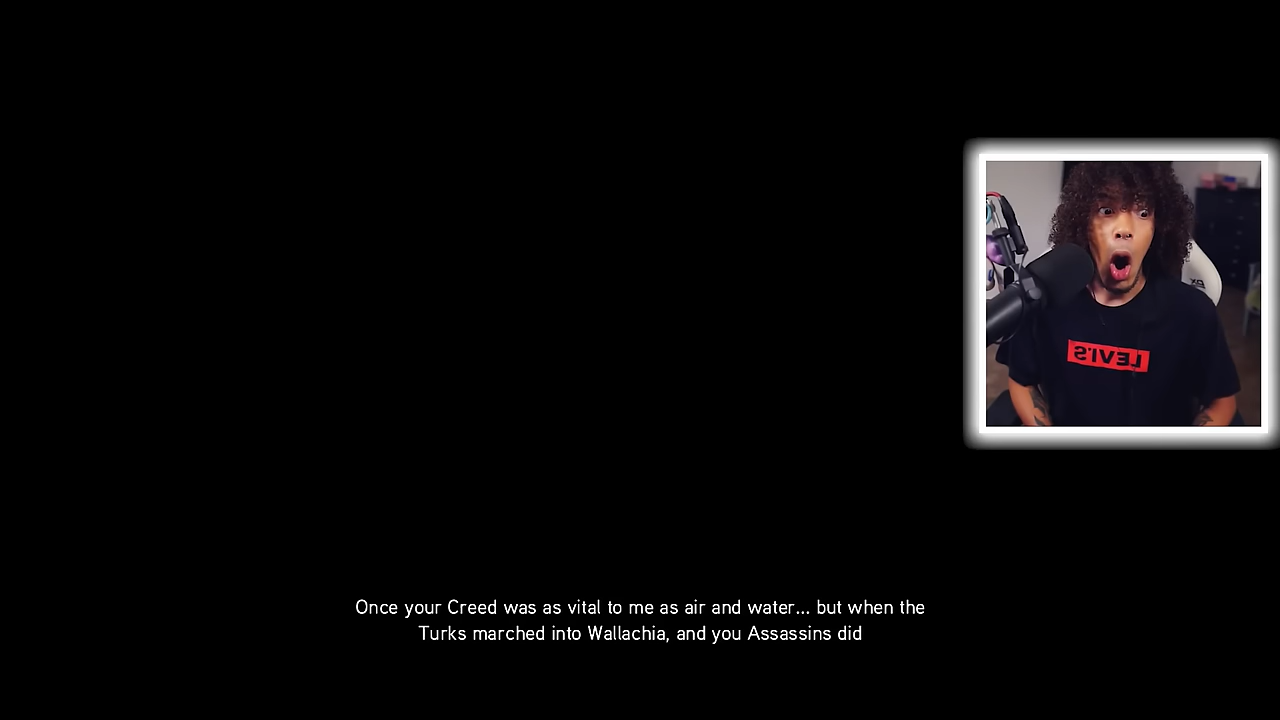 LEVI'S
Once your Creed was as vital to me as air and water... but when the
Turks marched into Wallachia, and you Assassins did